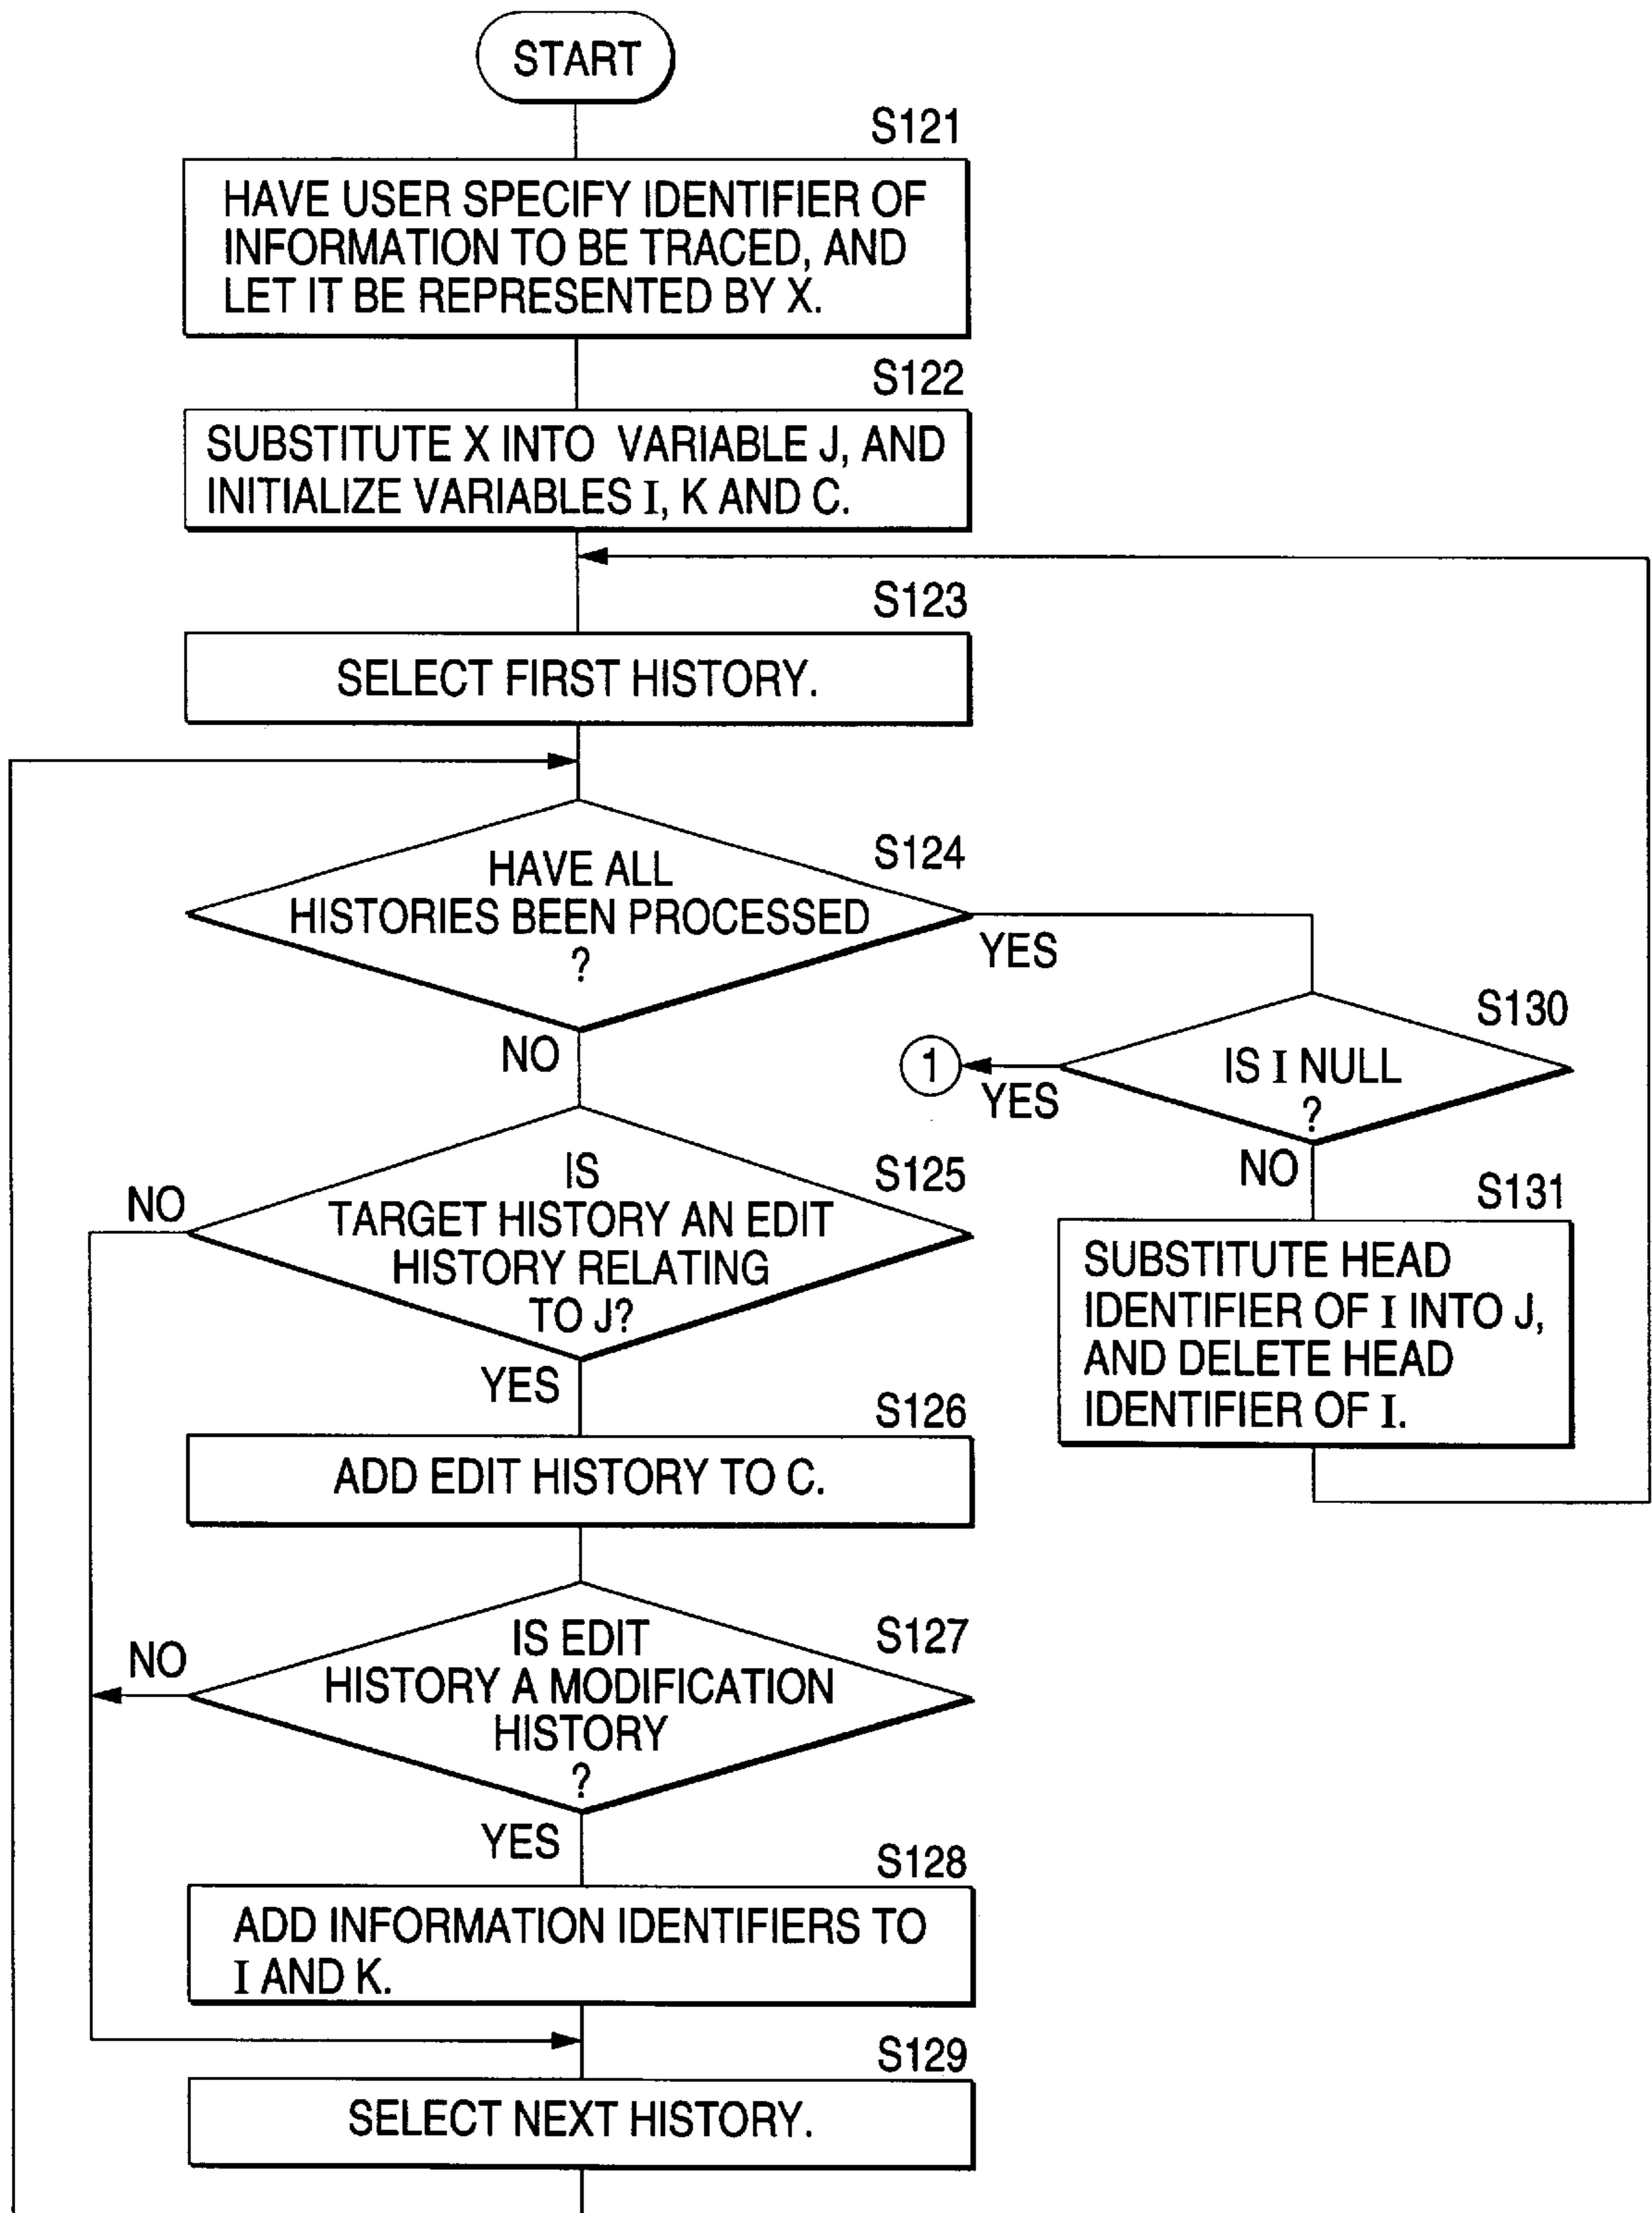 START
S121
HAVE USER SPECIFY IDENTIFIER OF
INFORMATION TO BE TRACED, AND
LET IT BE REPRESENTED BY X.
S122
SUBSTITUTE X INTO VARIABLE J, AND
INITIALIZE VARIABLES I, K AND C.
S123
SELECT FIRST HISTORY.
S124
HAVE ALL
HISTORIES BEEN PROCESSED
?
YES
NO
S130
IS I NULL
?
1
YES
NO
S125
IS
TARGET HISTORY AN EDIT
HISTORY RELATING
TO J?
NO
YES
S131
SUBSTITUTE HEAD
IDENTIFIER OF I INTO J,
AND DELETE HEAD
IDENTIFIER OF I.
S126
ADD EDIT HISTORY TO C.
S127
IS EDIT
HISTORY A MODIFICATION
HISTORY
?
NO
YES
S128
ADD INFORMATION IDENTIFIERS TO
I AND K.
S129
SELECT NEXT HISTORY.